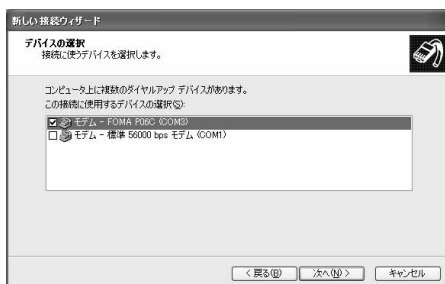 新しい接続ウィザード
デバイスの選択
接続に使うデバイスを選択します。
コンピュータ上に複数のダイヤルアップ デバイスがあります。
この接続に使用するデバイスの選択(S):
モデム - FOMA P06C (COM3)
モデム - 標準 56000 bps モデム (COM1)
< 戻る(B)
次へ(N) >
キャンセル